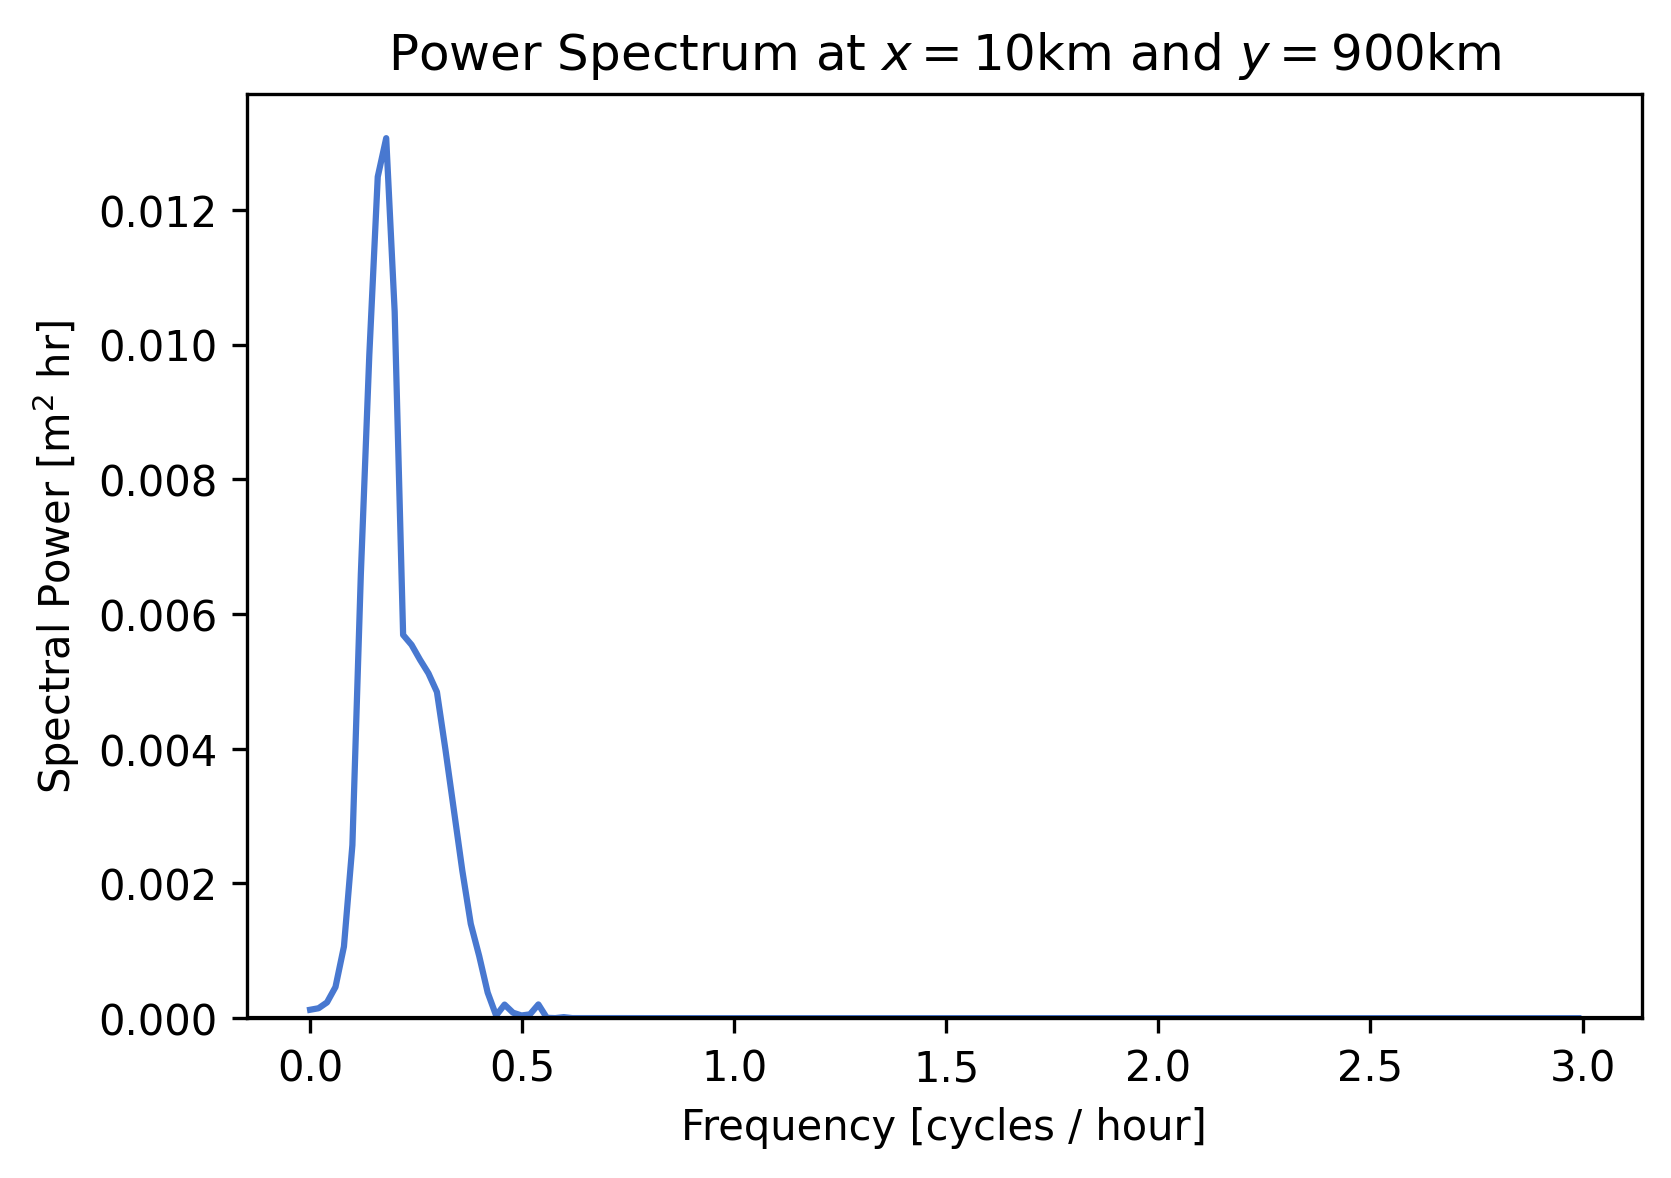 Power Spectrum at x = 10km and y = 900km
Spectral Power [m² hr]
0.012
0.010
0.008
0.006
0.004
0.002
0.000
0.0 0.5 1.0 1.5 2.0 2.5 3.0
Frequency [cycles / hour]